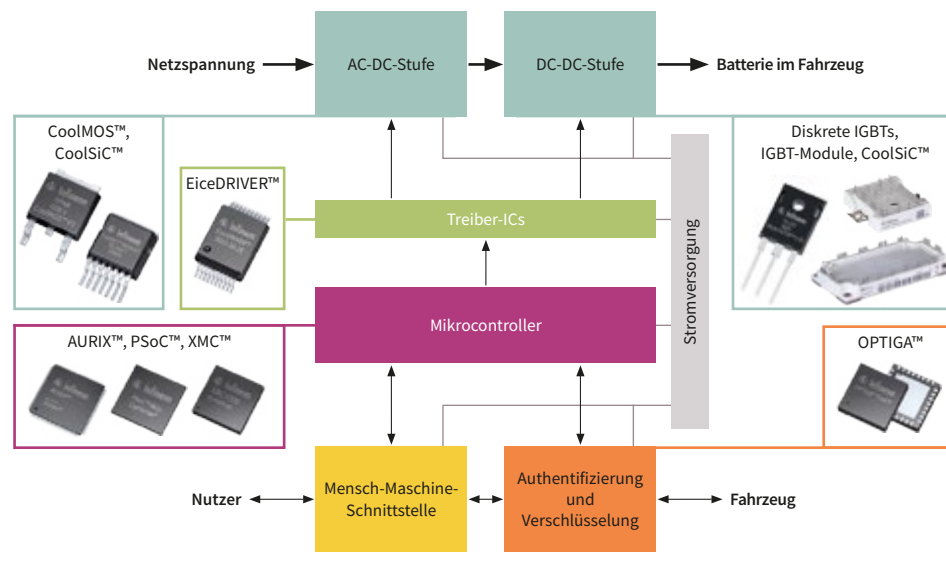 Netzspannung
AC-DC-Stufe
DC-DC-Stufe
Batterie im Fahrzeug
CoolMOS™,
CoolSiC™
EiceDRIVER™
Treiber-ICs
Stromversorgung
Diskrete IGBTs,
IGBT-Module, CoolSiC™
Mikrocontroller
AURIX™, PSoC™, XMC™
OPTIGA™
Nutzer
Mensch-Maschine-
Schnittstelle
Authentifizierung
und
Verschlüsselung
Fahrzeug